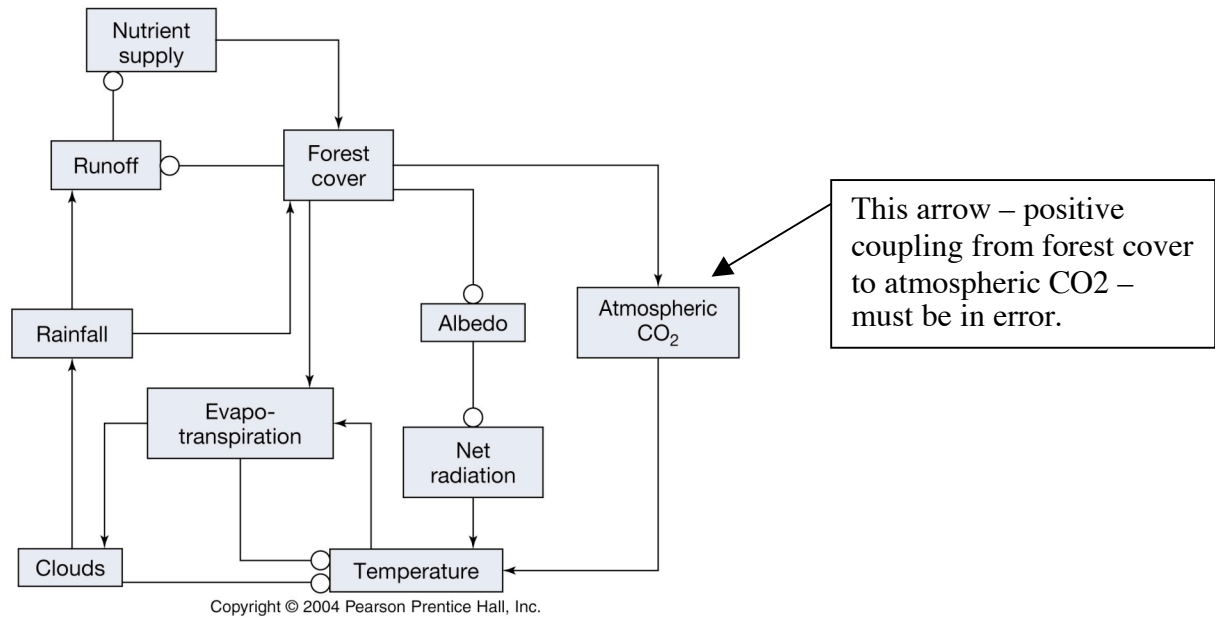 Nutrient
supply
Runoff
Forest
cover
This arrow – positive
coupling from forest cover
to atmospheric CO2 –
must be in error.
Rainfall
Albedo
Atmospheric
CO₂
Evapo-
transpiration
Net
radiation
Clouds
Temperature
Copyright © 2004 Pearson Prentice Hall, Inc.